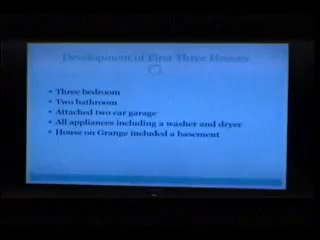 Development of First Three Houses
• Three bedroom
• Two bathroom
• Attached two car garage
• All appliances including a washer and dryer
• House on Grange included a basement